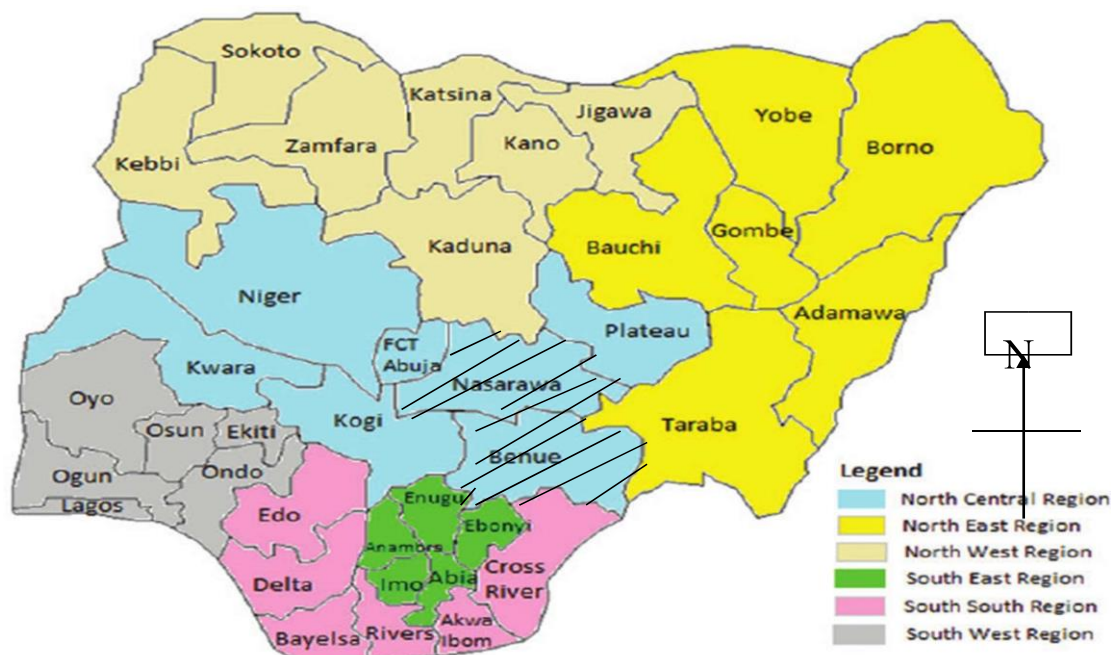 Sokoto
Katsina
Jigawa
Yobe
Borno
Kebbi
Zamfara
Kano
Kaduna
Bauchi
Gombe
Niger
Adamawa
Plateau
FCT
Abuja
Nasarawa
Kwara
Oyo
Kogi
Taraba
Osun
Ekiti
Benue
Ogun
Ondo
Lagos
Edo
Enugu
Ebonyi
Anambra
Imo
Abia
Cross
River
Delta
Bayelsa
Rivers
Akwa
Ibom
N
Legend
North Central Region
North East Region
North West Region
South East Region
South South Region
South West Region